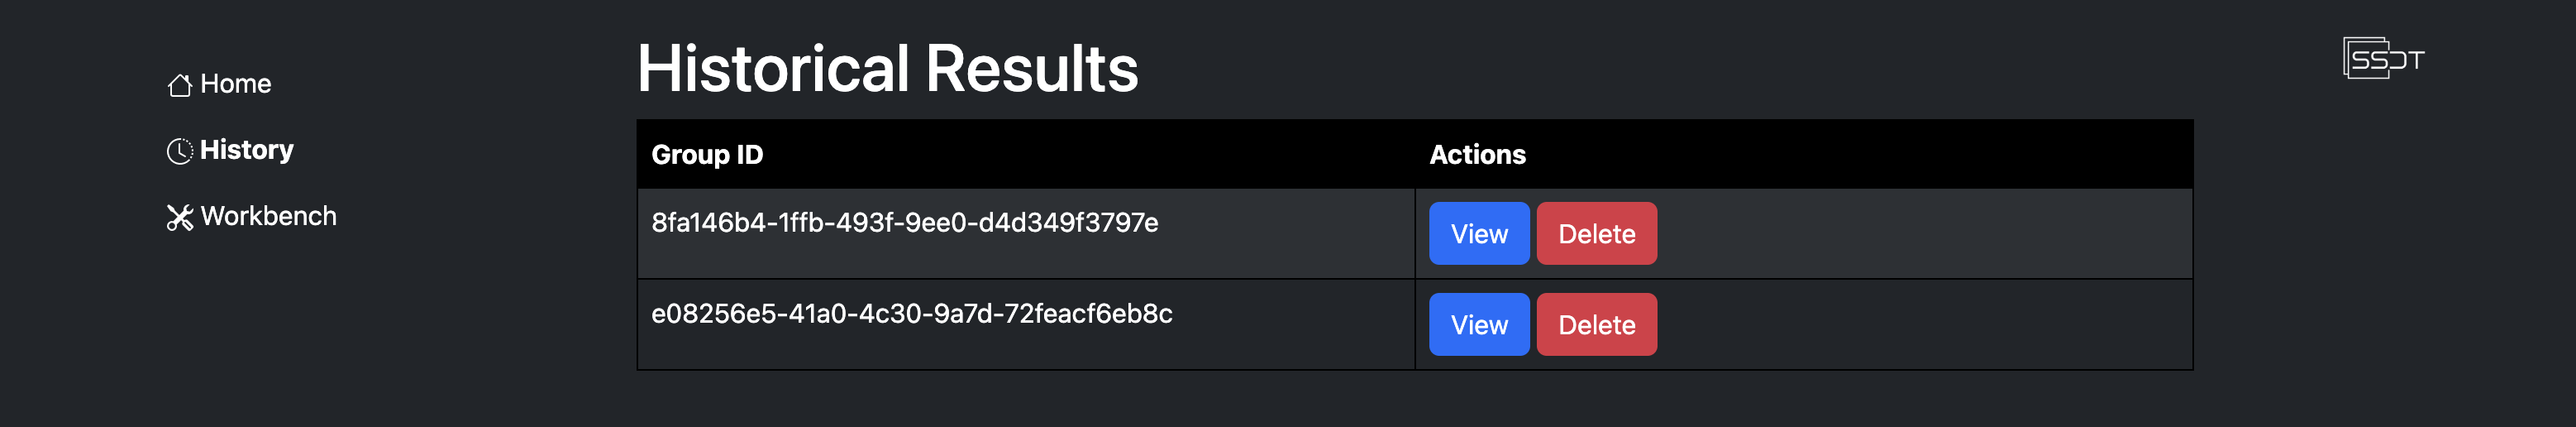 Home
History
Workbench
Historical Results
SSDT
Group ID Actions
8fa146b4-1ffb-493f-9ee0-d4d349f3797e View Delete
e08256e5-41a0-4c30-9a7d-72feacf6eb8c View Delete